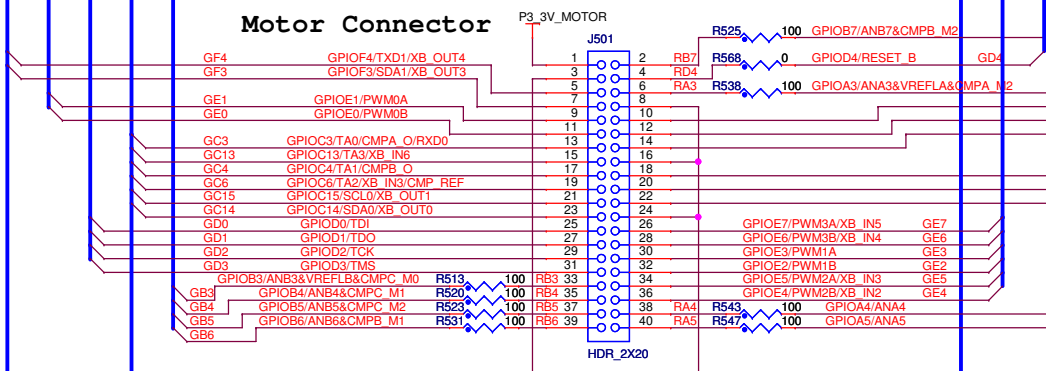 Motor Connector
P3_3V_MOTOR
J501
R525 100 GPIOB7/ANB7&CMPB_M2
GF4 GPIOF4/TXD1/XB_OUT4 1 2 RB7 R568 0 GPIOD4/RESET_B GD4
GF3 GPIOF3/SDA1/XB_OUT3 3 4 RD4
5 6 RA3 R538 100 GPIOA3/ANA3&VREFLA&CMPA_M2
GE1 GPIOE1/PWM0A 7 8
GE0 GPIOE0/PWM0B 9 10
11 12
GC3 GPIOC3/TA0/CMPA_O/RXD0 13 14
GC13 GPIOC13/TA3/XB_IN6 15 16
GC4 GPIOC4/TA1/CMPB_O 17 18
GC6 GPIOC6/TA2/XB_IN3/CMP_REF 19 20
GC15 GPIOC15/SCL0/XB_OUT1 21 22
GC14 GPIOC14/SDA0/XB_OUT0 23 24
GD0 GPIOD0/TDI 25 26 GPIOE7/PWM3A/XB_IN5 GE7
GD1 GPIOD1/TDO 27 28 GPIOE6/PWM3B/XB_IN4 GE6
GD2 GPIOD2/TCK 29 30 GPIOE3/PWM1A GE3
GD3 GPIOD3/TMS 31 32 GPIOE2/PWM1B GE2
GPIOB3/ANB3&VREFLB&CMPC_M0 R513 100 RB3 33 34 GPIOE5/PWM2A/XB_IN3 GE5
GB3 GPIOB4/ANB4&CMPC_M1 R520 100 RB4 35 36 GPIOE4/PWM2B/XB_IN2 GE4
GB4 GPIOB5/ANB5&CMPC_M2 R523 100 RB5 37 38 RA4 R543 100 GPIOA4/ANA4
GB5 GPIOB6/ANB6&CMPB_M1 R531 100 RB6 39 40 RA5 R547 100 GPIOA5/ANA5
GB6
HDR_2X20